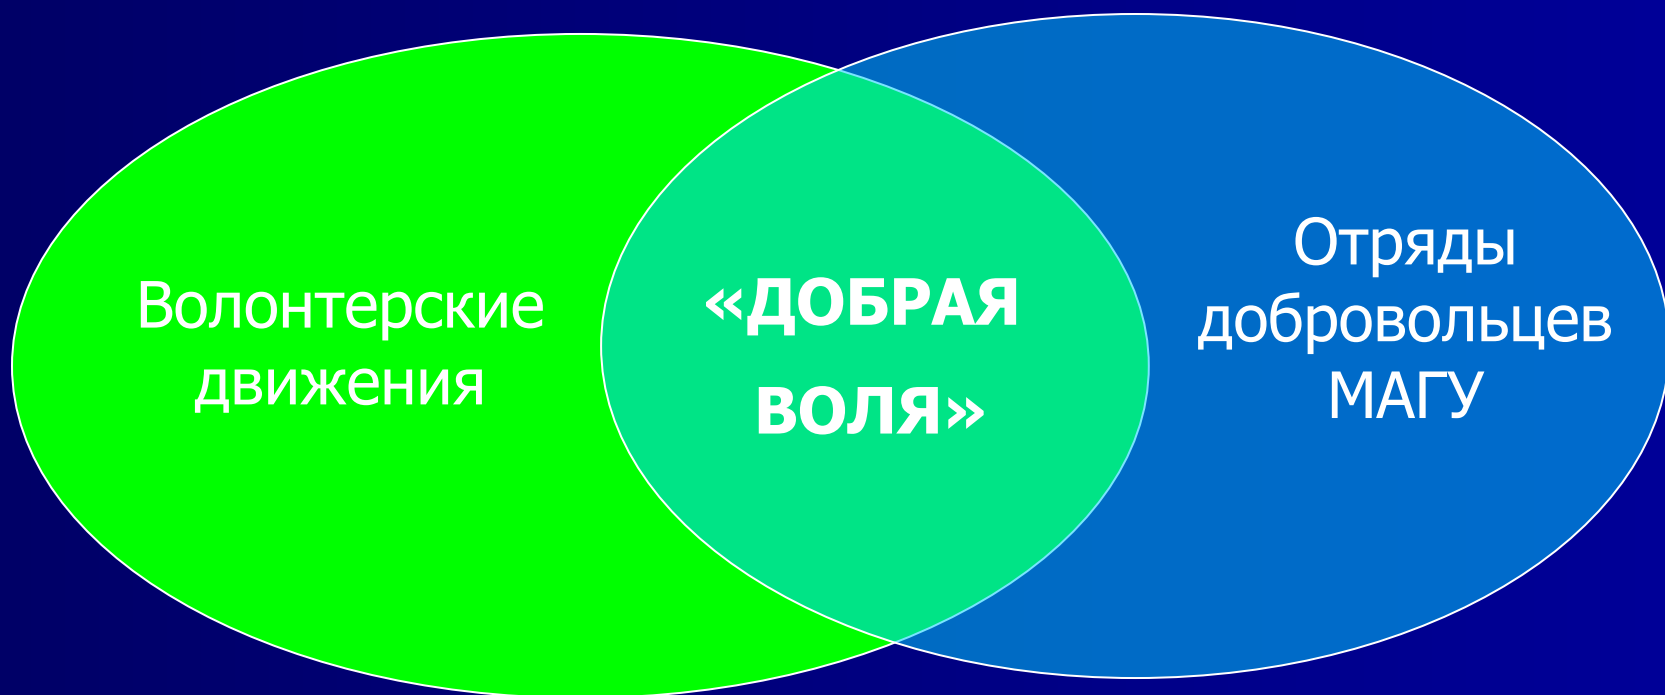 Волонтерские
движения
«ДОБРАЯ
ВОЛЯ»
Отряды
добровольцев
МАГУ